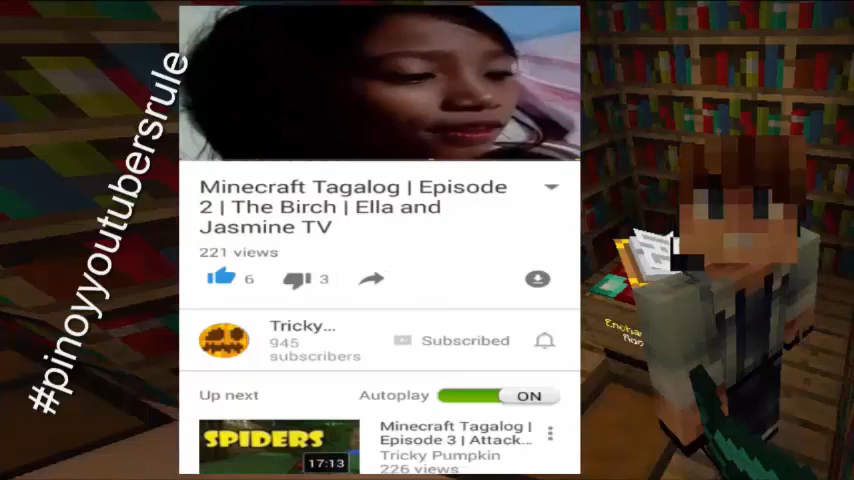 #pinoyyoutubersrule
Minecraft Tagalog | Episode
2 | The Birch | Ella and
Jasmine TV
221 views
6
3
Tricky...
945
subscribers
Subscribed
Up next
Autoplay
ON
SPIDERS
17:13
Minecraft Tagalog |
Episode 3 | Attack...
Tricky Pumpkin
226 views